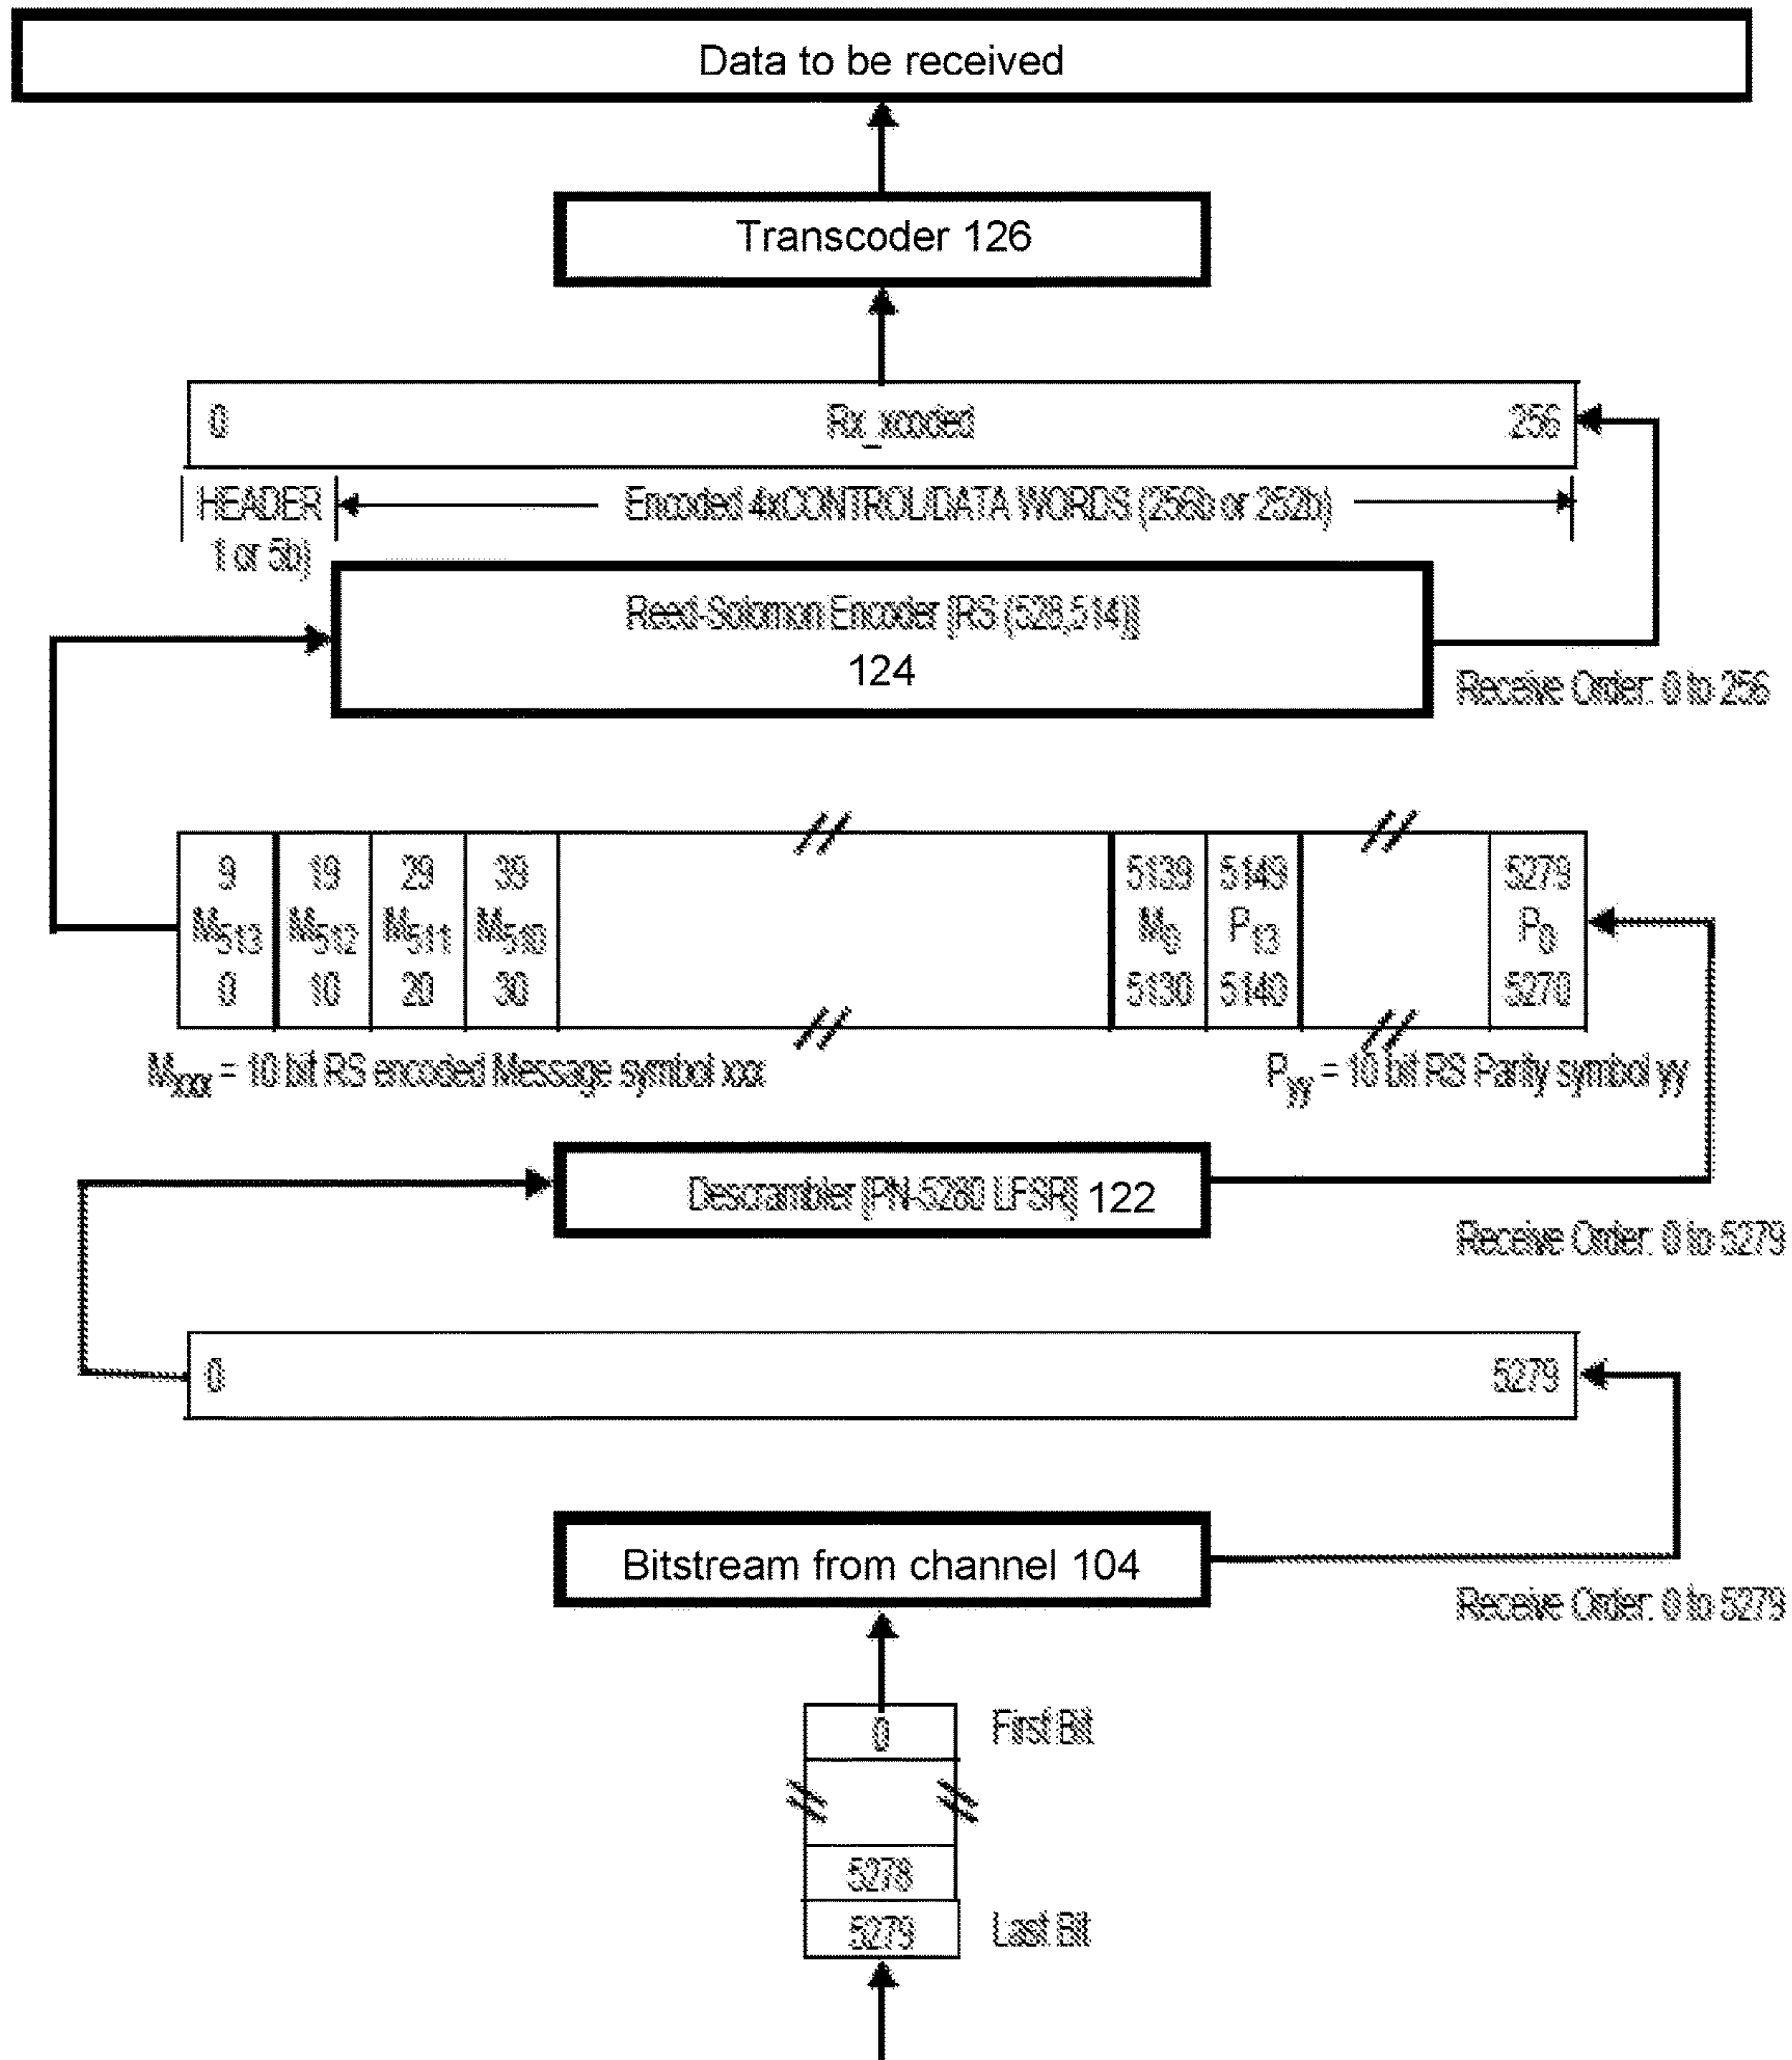 Data to be received
Transcoder 126
0 Rx_xcoded 256
HEADER Encoded 4xCONTROL/DATA WORDS (256b or 252b)
1 or 5b)
Reed-Solomon Encoder [RS (528,514)]
124
Receive Order: 0 to 256
9 19 29 39 5139 5149 5279
M513 M512 M511 M510 M0 P13 P0
0 10 20 30 5130 5140 5270
Mxxx = 10 bit RS encoded Message symbol xxx Pyy = 10 bit RS Parity symbol yy
Descrambler [PN-5280 LFSR] 122
Receive Order: 0 to 5279
0 5279
Bitstream from channel 104
Receive Order: 0 to 5279
0 First Bit
5278
5279 Last Bit